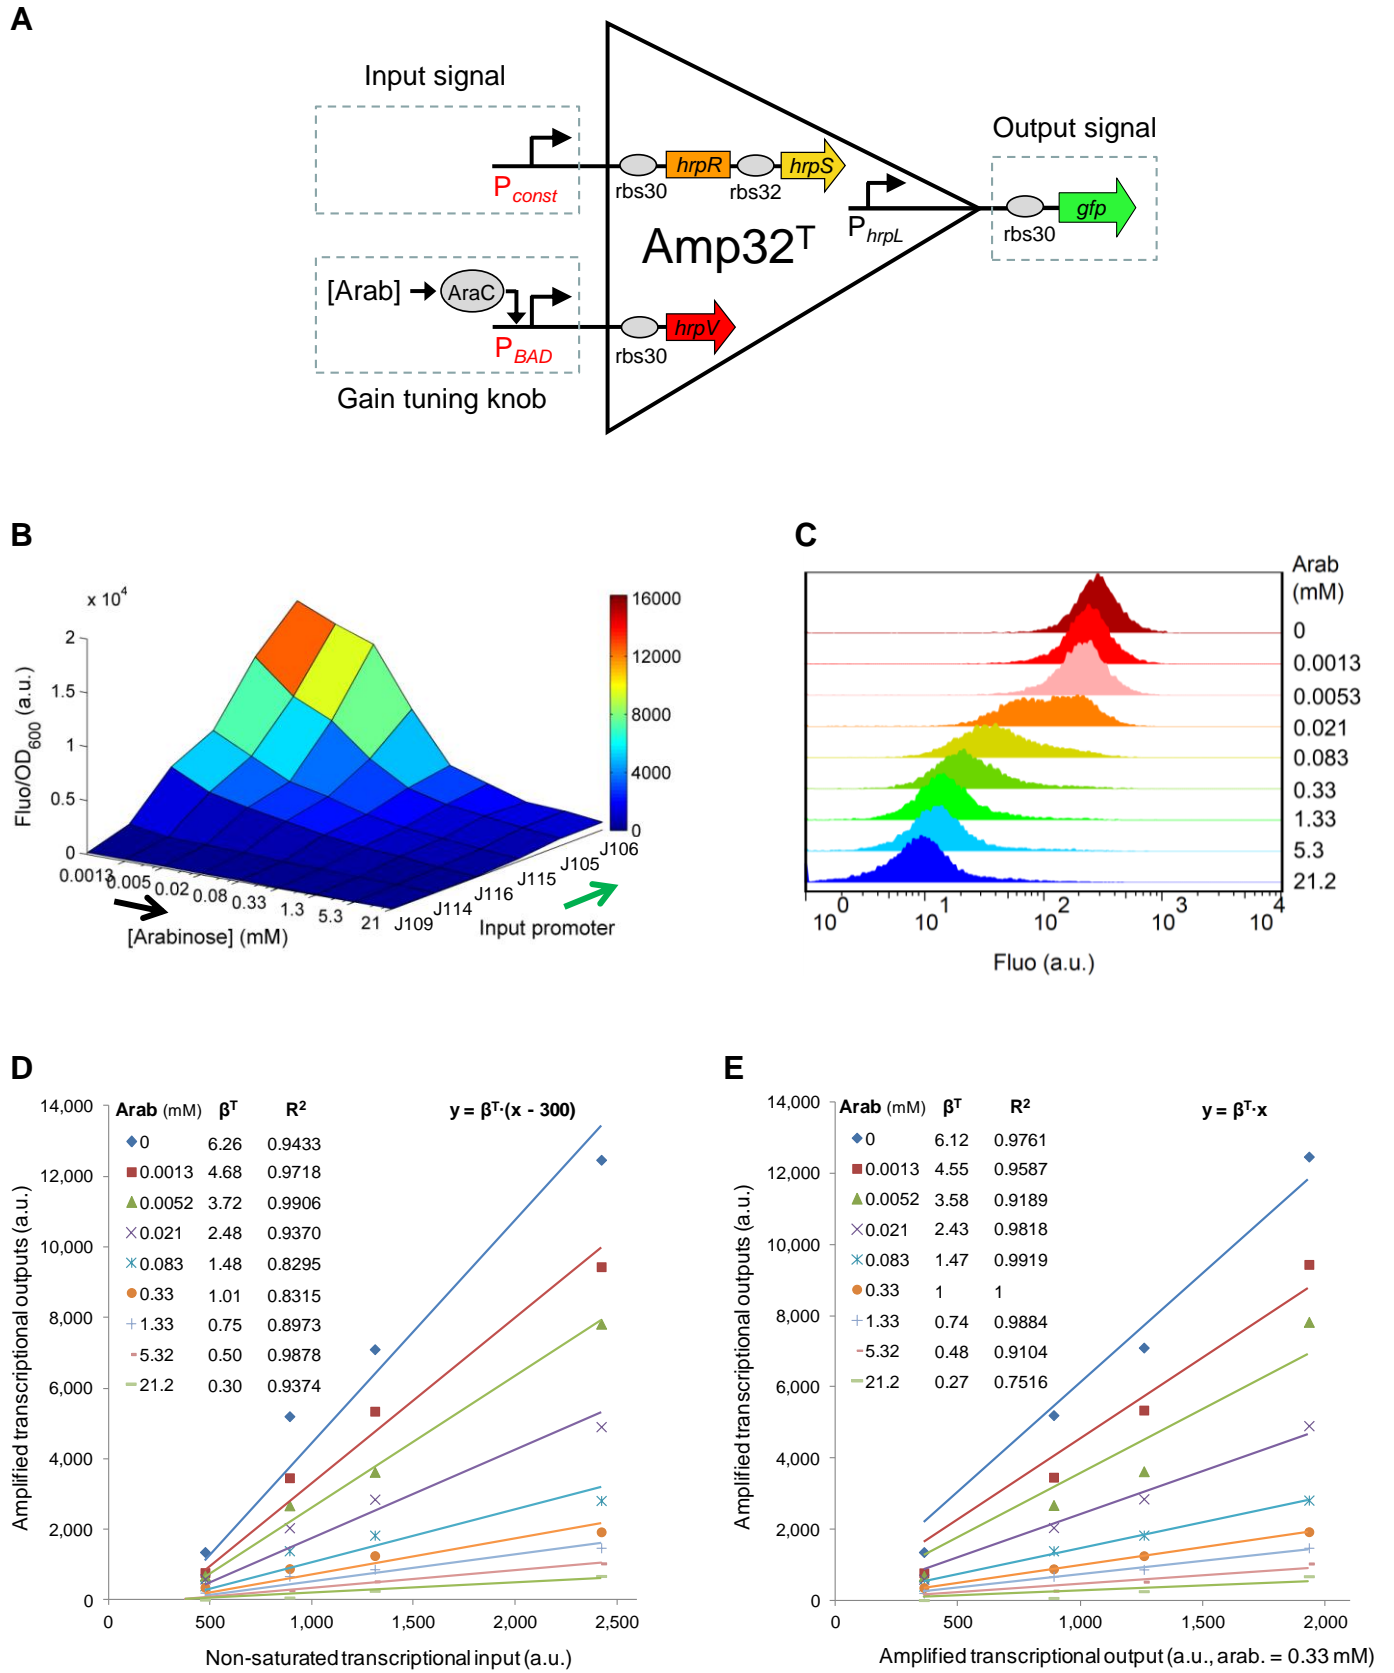 A
Input signal
Output signal
P const
rbs30
hrpR
rbs32
hrpS
P hrpL
rbs30
gfp
Amp32T
[Arab]
AraC
P BAD
rbs30
hrpV
Gain tuning knob
B
x 10^4
Fluo/OD600 (a.u.)
2
1.5
1
0.5
0
0.0013
0.005
0.02
0.08
0.33
1.3
5.3
21
[Arabinose] (mM)
J109
J114
J116
J115
J105
J106
Input promoter
16000
12000
8000
4000
0
C
Arab
(mM)
0
0.0013
0.0053
0.021
0.083
0.33
1.33
5.3
21.2
10^0 10^1 10^2 10^3 10^4
Fluo (a.u.)
D
Arab (mM) β^T R^2
y = β^T·(x - 300)
0 6.26 0.9433
0.0013 4.68 0.9718
0.0052 3.72 0.9906
0.021 2.48 0.9370
0.083 1.48 0.8295
0.33 1.01 0.8315
1.33 0.75 0.8973
5.32 0.50 0.9878
21.2 0.30 0.9374
14,000
12,000
10,000
8,000
6,000
4,000
2,000
0
0 500 1,000 1,500 2,000 2,500
Amplified transcriptional outputs (a.u.)
Non-saturated transcriptional input (a.u.)
E
Arab (mM) β^T R^2
y = β^T·x
0 6.12 0.9761
0.0013 4.55 0.9587
0.0052 3.58 0.9189
0.021 2.43 0.9818
0.083 1.47 0.9919
0.33 1 1
1.33 0.74 0.9884
5.32 0.48 0.9104
21.2 0.27 0.7516
14,000
12,000
10,000
8,000
6,000
4,000
2,000
0
0 500 1,000 1,500 2,000
Amplified transcriptional outputs (a.u.)
Amplified transcriptional output (a.u., arab. = 0.33 mM)